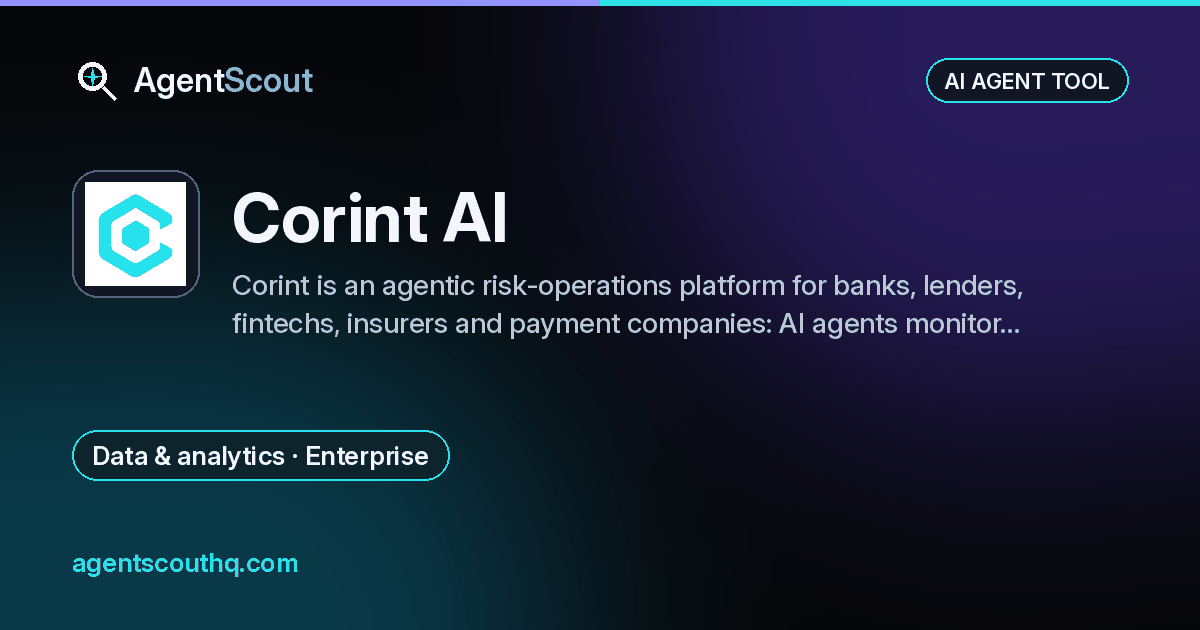 AgentScout
AI AGENT TOOL
Corint AI
Corint is an agentic risk-operations platform for banks, lenders,
fintechs, insurers and payment companies: AI agents monitor...
Data & analytics · Enterprise
agentscouthq.com